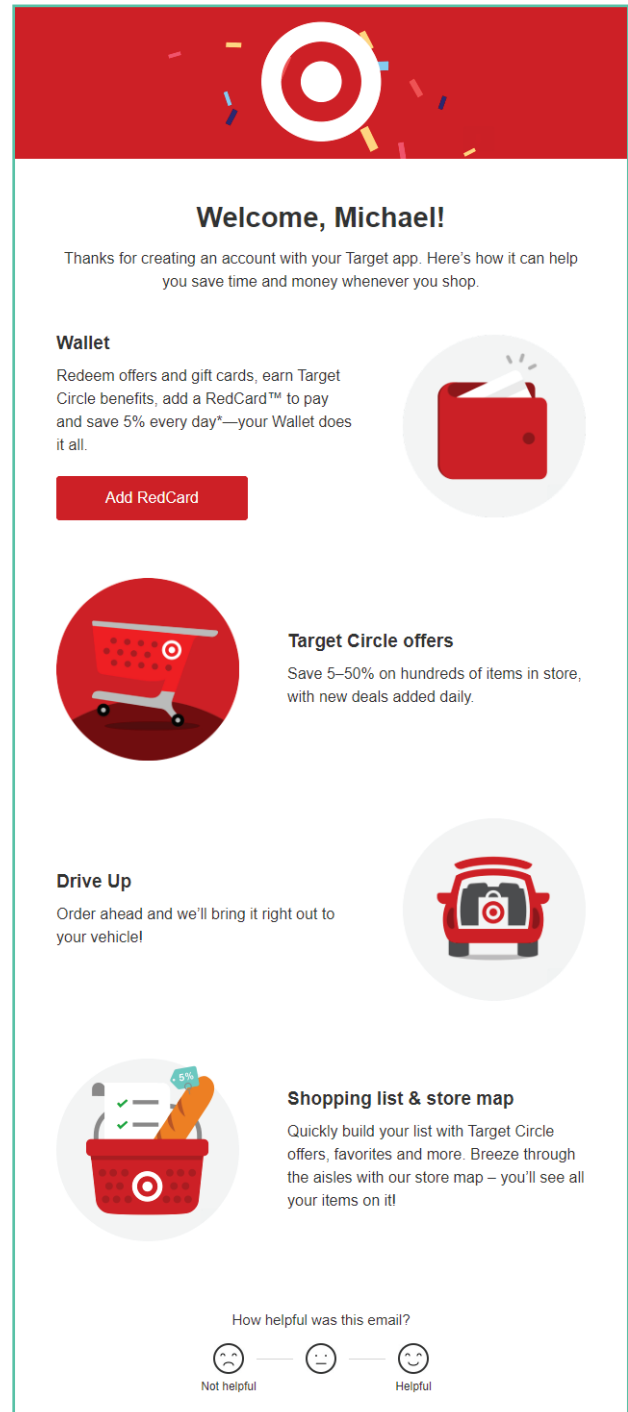 Welcome, Michael!
Thanks for creating an account with your Target app. Here’s how it can help
you save time and money whenever you shop.
Wallet
Redeem offers and gift cards, earn Target
Circle benefits, add a RedCard™ to pay
and save 5% every day*—your Wallet does
it all.
Add RedCard
Target Circle offers
Save 5–50% on hundreds of items in store,
with new deals added daily.
Drive Up
Order ahead and we’ll bring it right out to
your vehicle!
5%
Shopping list & store map
Quickly build your list with Target Circle
offers, favorites and more. Breeze through
the aisles with our store map – you’ll see all
your items on it!
How helpful was this email?
Not helpful
Helpful